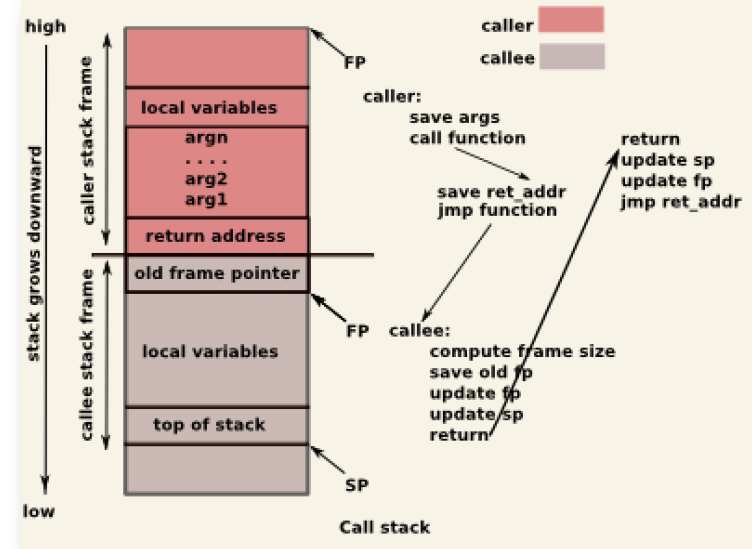 high
caller
callee
FP
caller stack frame
local variables
argn
. . . .
arg2
arg1
return address
caller:
save args
call function
save ret_addr
jmp function
return
update sp
update fp
jmp ret_addr
stack grows downward
callee stack frame
old frame pointer
FP
local variables
top of stack
SP
callee:
compute frame size
save old fp
update fp
update sp
return
low
Call stack